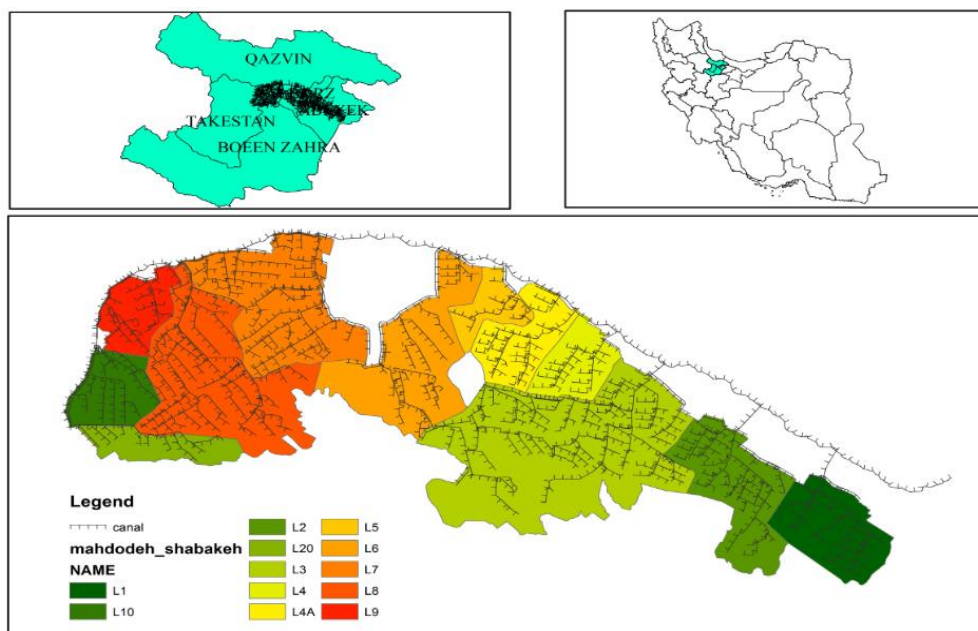 QAZVIN
TAKESTAN
BOEEN ZAHRA
Legend
canal
mahdodeh_shabakeh
NAME
L1
L10
L2
L20
L3
L4
L4A
L5
L6
L7
L8
L9